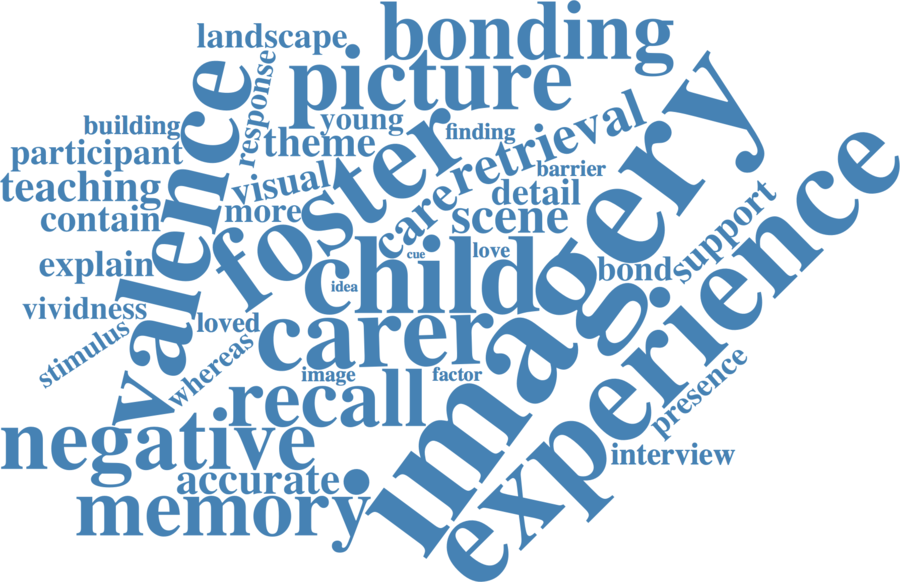 bonding
landscape
picture
response
valence
building
young
finding
theme
participant
foster
retrieval
imagery
barrier
teaching
visual
detail
care
more
scene
contain
experience
support
child
love
cue
explain
bond
idea
vividness
loved
carer
stimulus
whereas
image
factor
recall
presence
negative
interview
accurate
memory